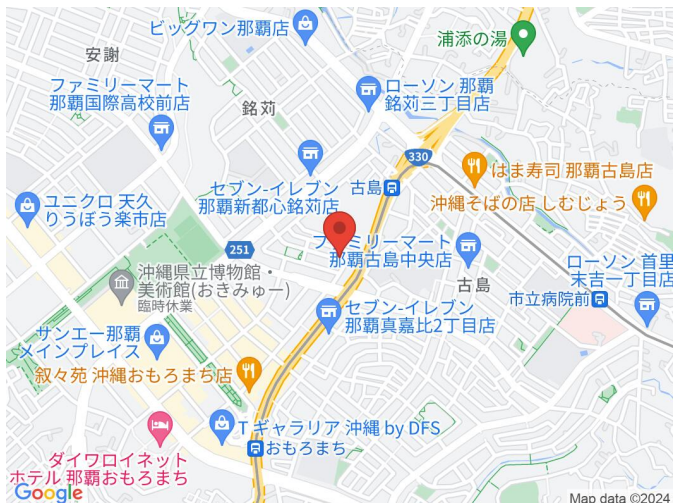 ビッグワン那覇店
浦添の湯
安謝
ファミリーマート
那覇国際高校前店
銘苅
ローソン 那覇
銘苅三丁目店
330
セブン-イレブン
那覇新都心銘苅店
古島
はま寿司 那覇古島店
沖縄そばの店 しむじょう
ユニクロ 天久
りうぼう楽市店
251
沖縄県立博物館・
美術館(おきみゅー)
臨時休業
ファミリーマート
那覇古島中央店
古島
ローソン 首里
末吉一丁目店
市立病院前
セブン-イレブン
那覇真嘉比2丁目店
サンエー那覇
メインプレイス
叙々苑 沖縄おもろまち店
Tギャラリア 沖縄 by DFS
おもろまち
ダイワロイネット
ホテル 那覇おもろまち
Google
Map data ©2024